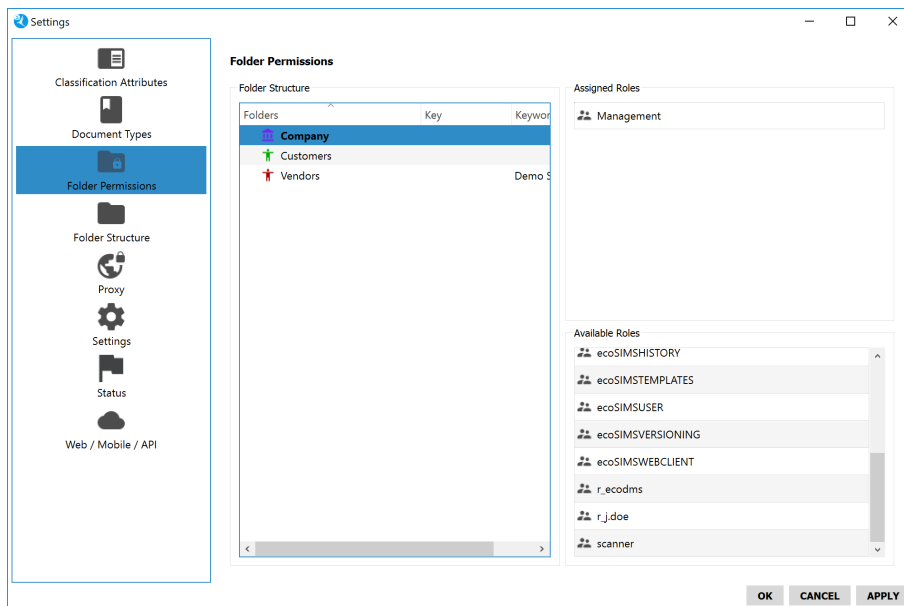 Settings
Classification Attributes
Document Types
Folder Permissions
Folder Structure
Proxy
Settings
Status
Web / Mobile / API
Folder Permissions
Folder Structure
Folders Key Keywor
Company
Customers
Vendors Demo S
Assigned Roles
Management
Available Roles
ecoSIMSHISTORY
ecoSIMSTEMPLATES
ecoSIMSUSER
ecoSIMSVERSIONING
ecoSIMSWEBCLIENT
r_ecodms
r_j.doe
scanner
OK CANCEL APPLY